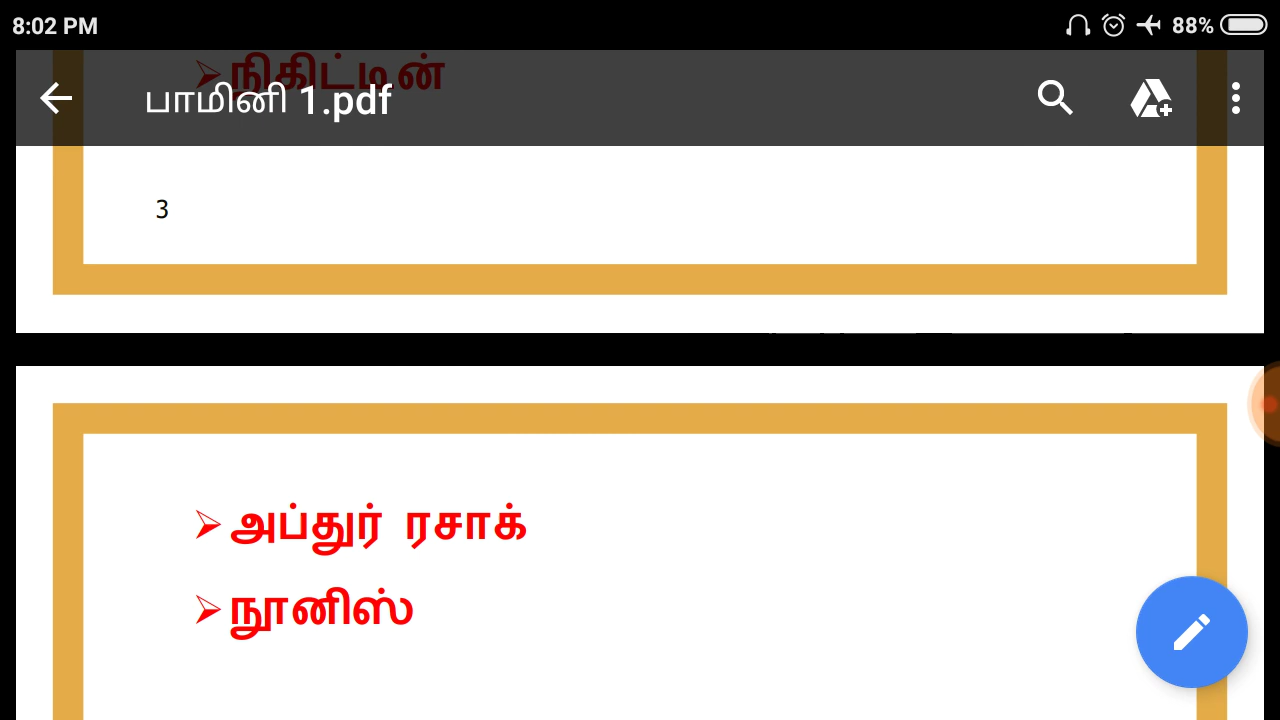 8:02 PM
88%
➢நிகிட்டின்
பாமினி 1.pdf
3
➢அப்துர் ரசாக்
➢நூனிஸ்